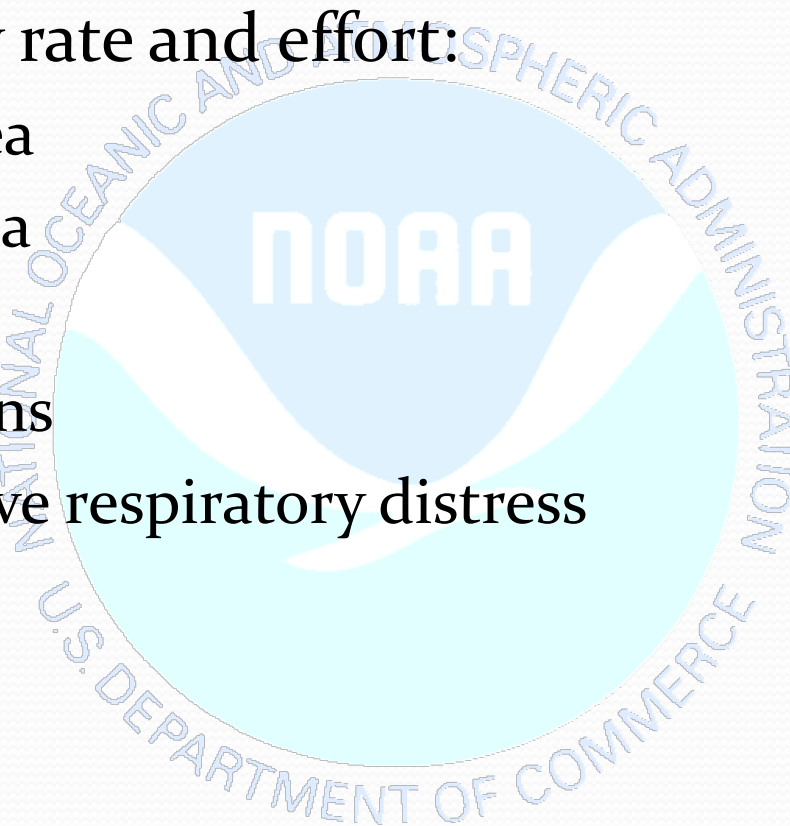 rate and effort:
ea
a
ns
ve respiratory distress
NATIONAL OCEANIC AND ATMOSPHERIC ADMINISTRATION
NOAA
U.S. DEPARTMENT OF COMMERCE